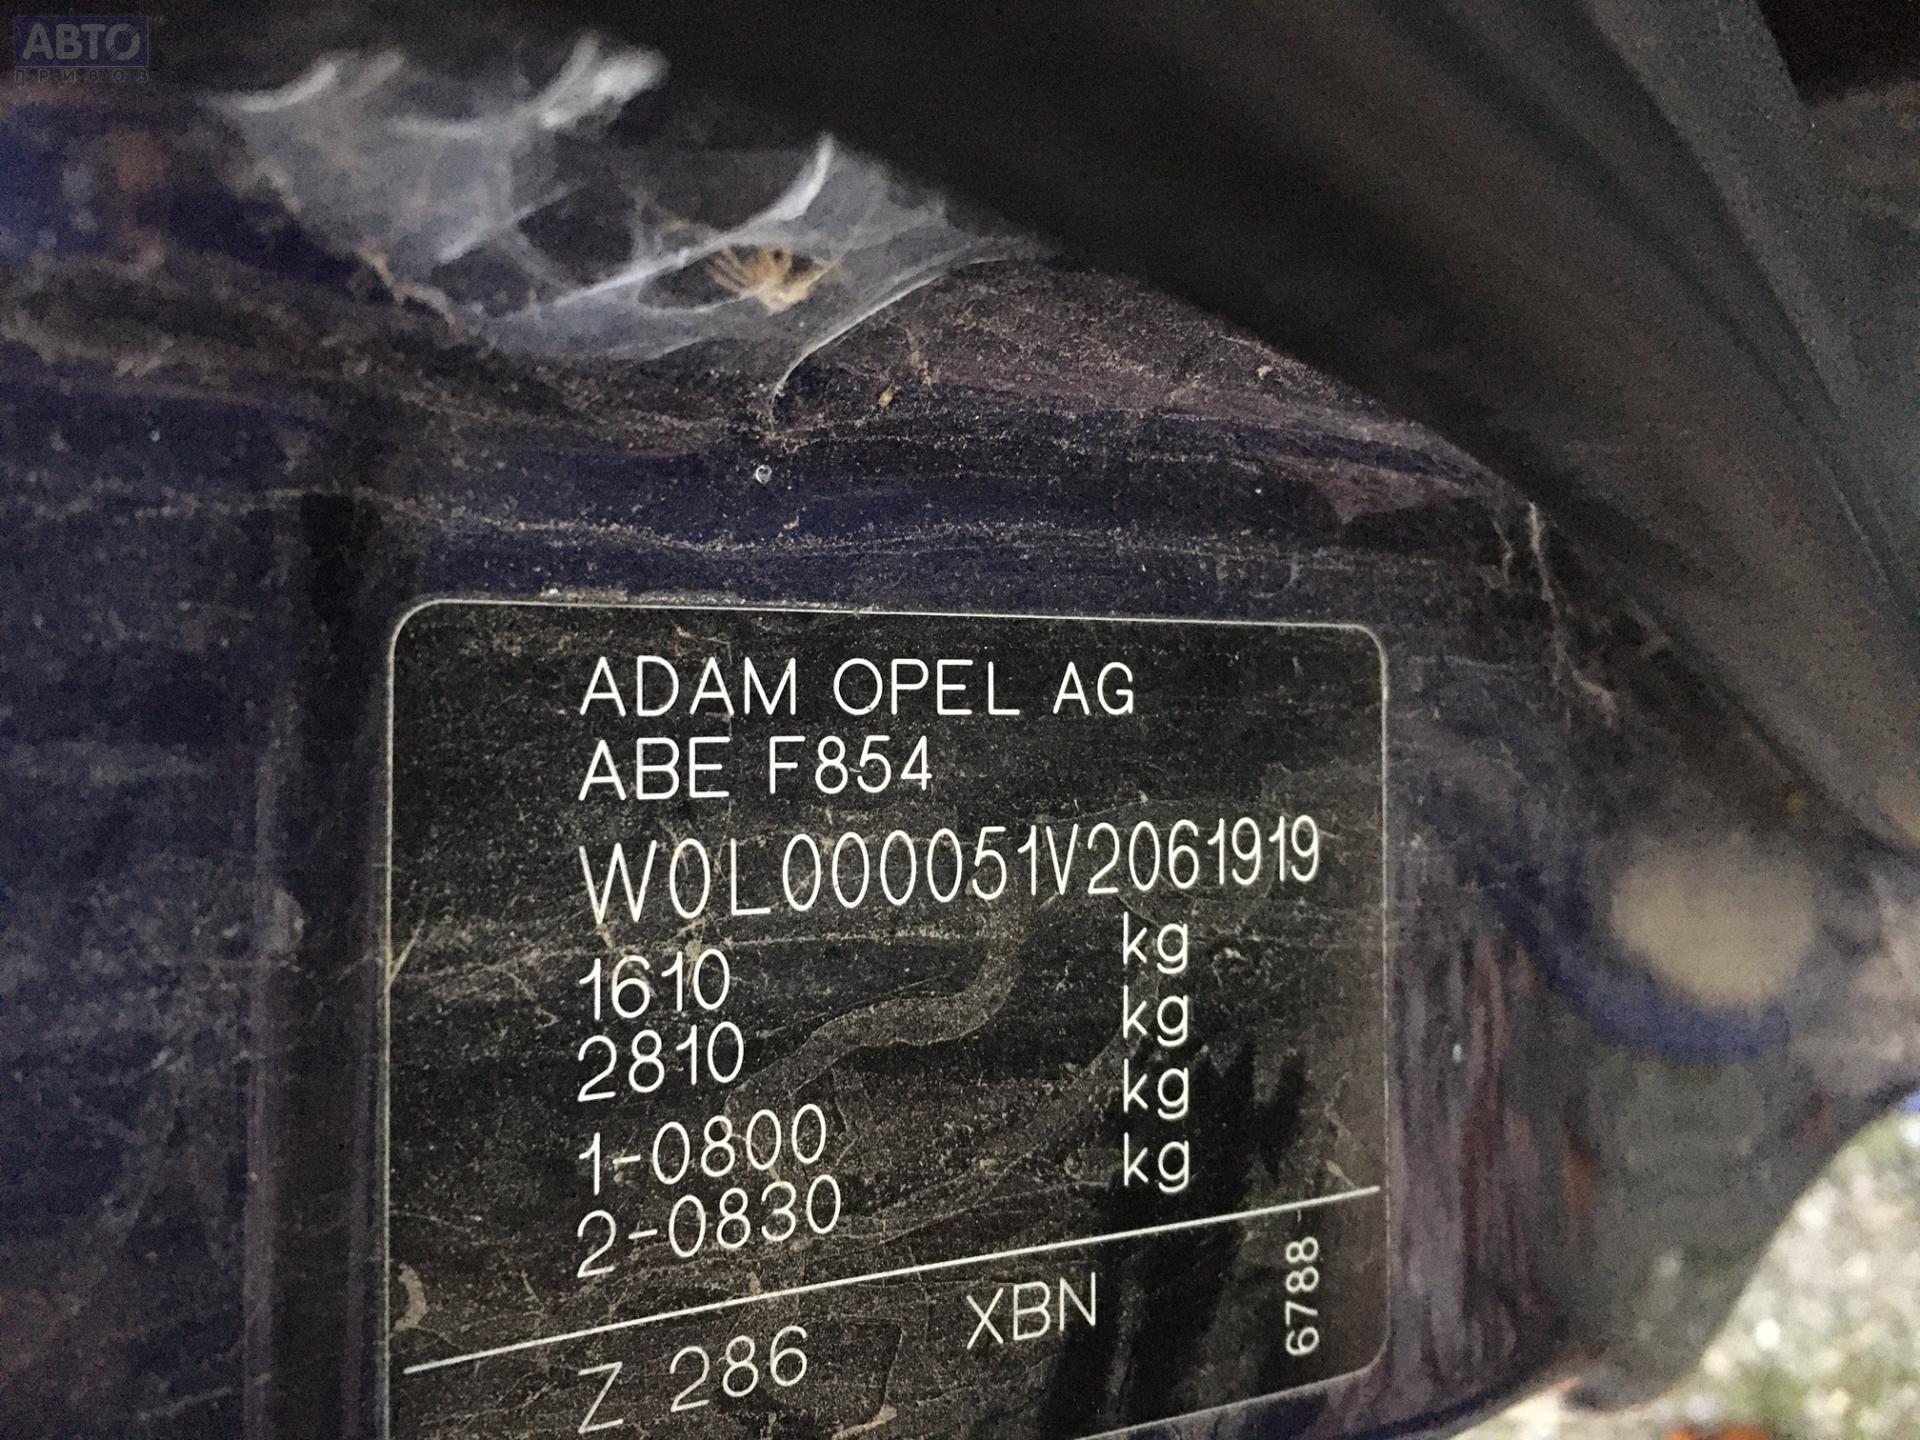 АВТО
ПРИВОЗ
ADAM OPEL AG
ABE F854
W0L000051V2061919
1610 kg
2810 kg
1-0800 kg
2-0830 kg
Z 286 XBN 6788